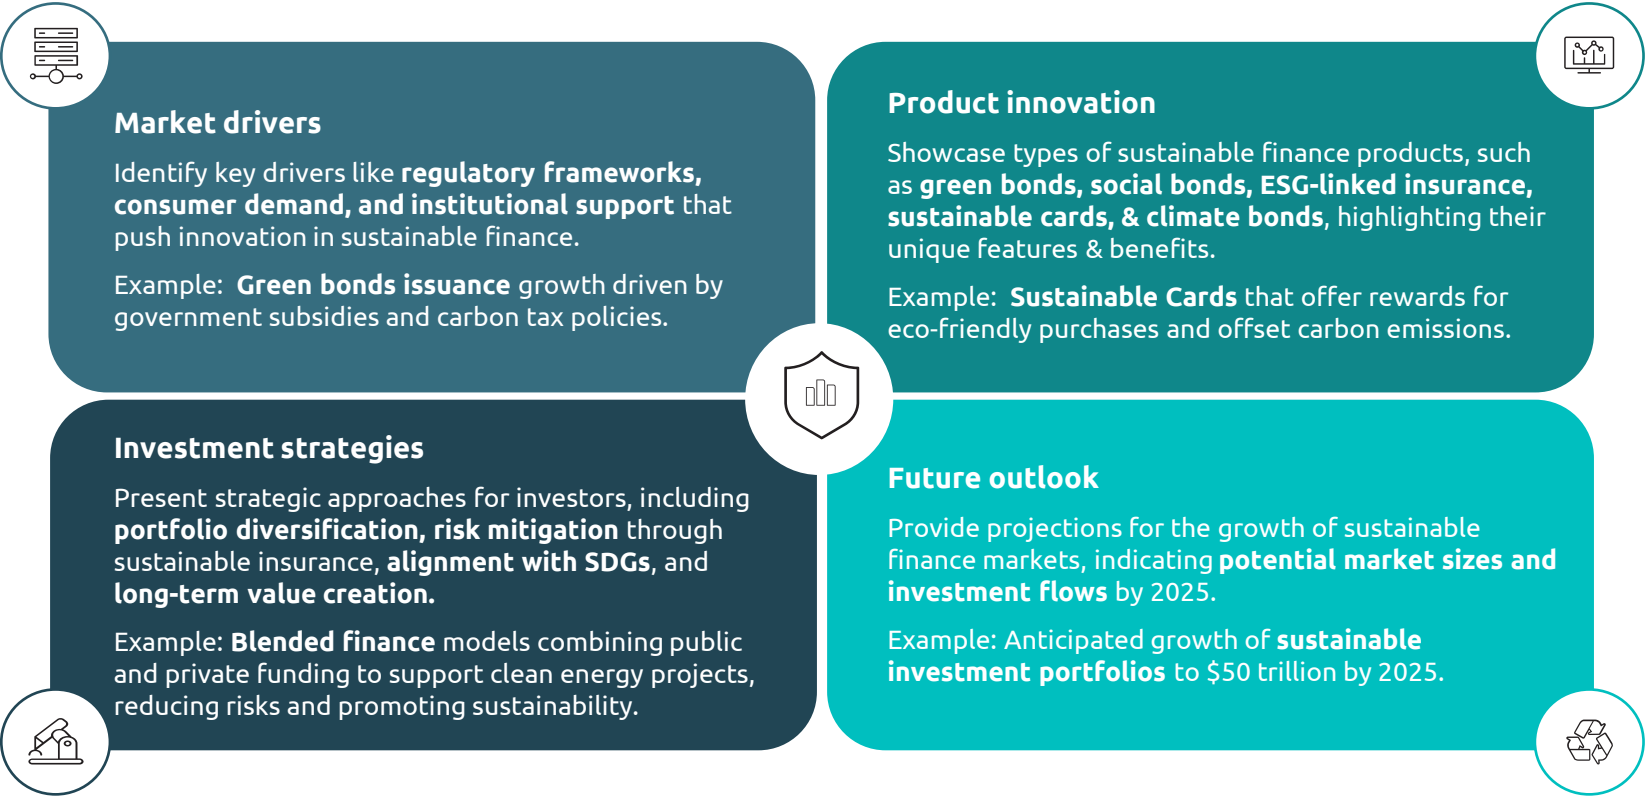 Market drivers
Identify key drivers like regulatory frameworks,
consumer demand, and institutional support that
push innovation in sustainable finance.
Example: Green bonds issuance growth driven by
government subsidies and carbon tax policies.
Product innovation
Showcase types of sustainable finance products, such
as green bonds, social bonds, ESG-linked insurance,
sustainable cards, & climate bonds, highlighting their
unique features & benefits.
Example: Sustainable Cards that offer rewards for
eco-friendly purchases and offset carbon emissions.
Investment strategies
Present strategic approaches for investors, including
portfolio diversification, risk mitigation through
sustainable insurance, alignment with SDGs, and
long-term value creation.
Example: Blended finance models combining public
and private funding to support clean energy projects,
reducing risks and promoting sustainability.
Future outlook
Provide projections for the growth of sustainable
finance markets, indicating potential market sizes and
investment flows by 2025.
Example: Anticipated growth of sustainable
investment portfolios to $50 trillion by 2025.